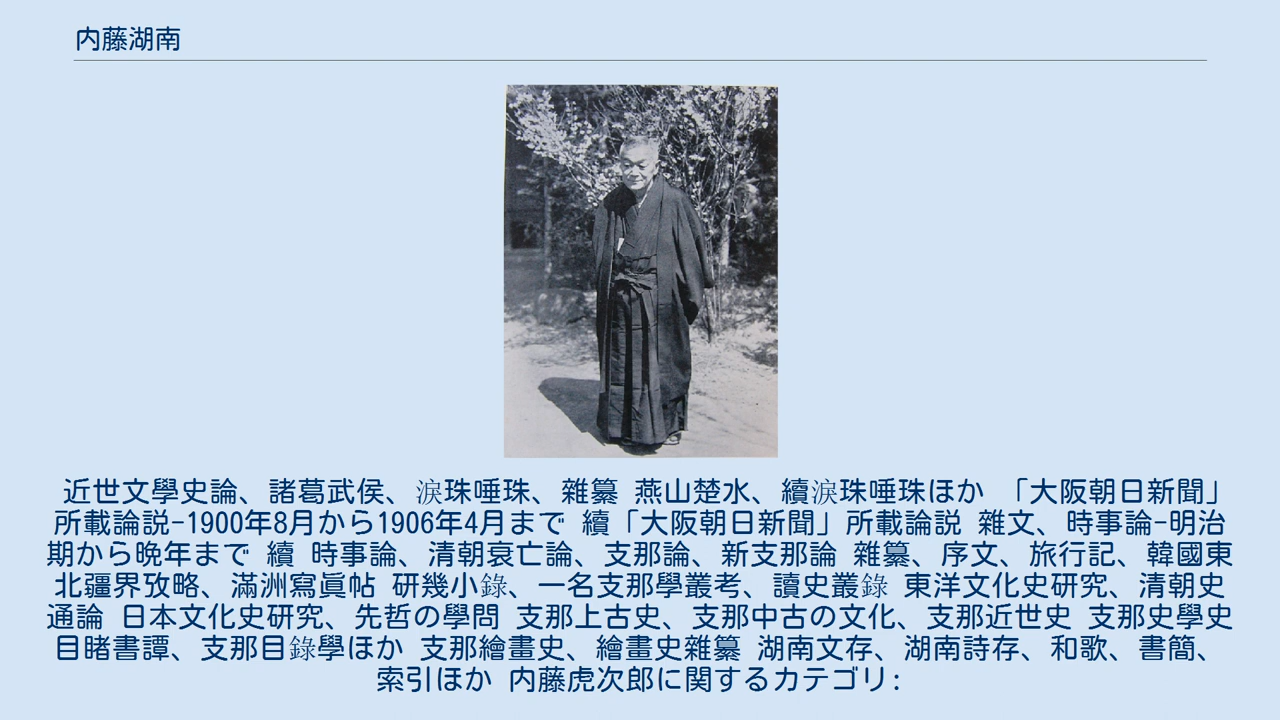 内藤湖南
近世文學史論、諸葛武侯、淚珠唾珠、雜纂 燕山楚水、續淚珠唾珠ほか 「大阪朝日新聞」
所載論説-1900年8月から1906年4月まで 續「大阪朝日新聞」所載論説 雜文、時事論-明治
期から晩年まで 續 時事論、清朝衰亡論、支那論、新支那論 雜纂、序文、旅行記、韓國東
北疆界攷略、滿洲寫眞帖 研幾小錄、一名支那學叢考、讀史叢錄 東洋文化史研究、清朝史
通論 日本文化史研究、先哲の學問 支那上古史、支那中古の文化、支那近世史 支那史學史
目睹書譚、支那目錄學ほか 支那繪畫史、繪畫史雜纂 湖南文存、湖南詩存、和歌、書簡、
索引ほか 内藤虎次郎に関するカテゴリ: